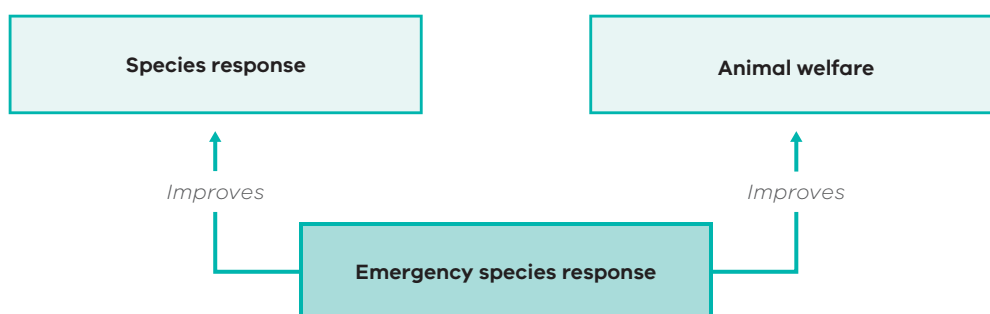 Species response
Animal welfare
Improves
Improves
Emergency species response